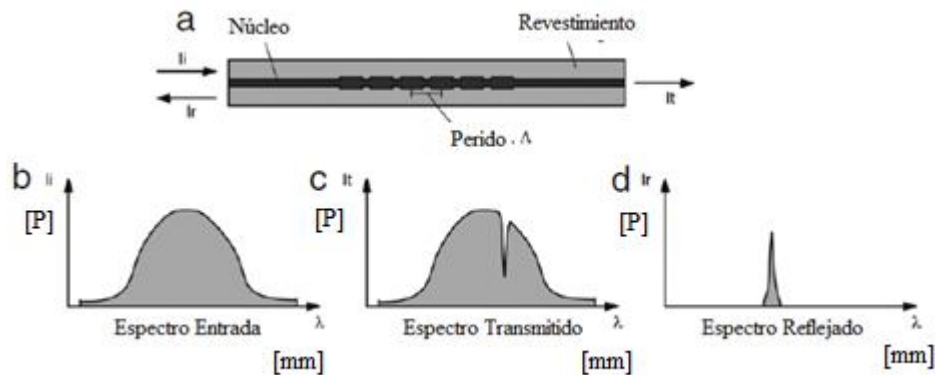 a
Núcleo
Revestimiento
Ii
Ir
It
Perido . Λ
b
Ii
[P]
λ
Espectro Entrada
[mm]
c
It
[P]
λ
Espectro Transmitido
[mm]
d
Ir
[P]
λ
Espectro Reflejado
[mm]